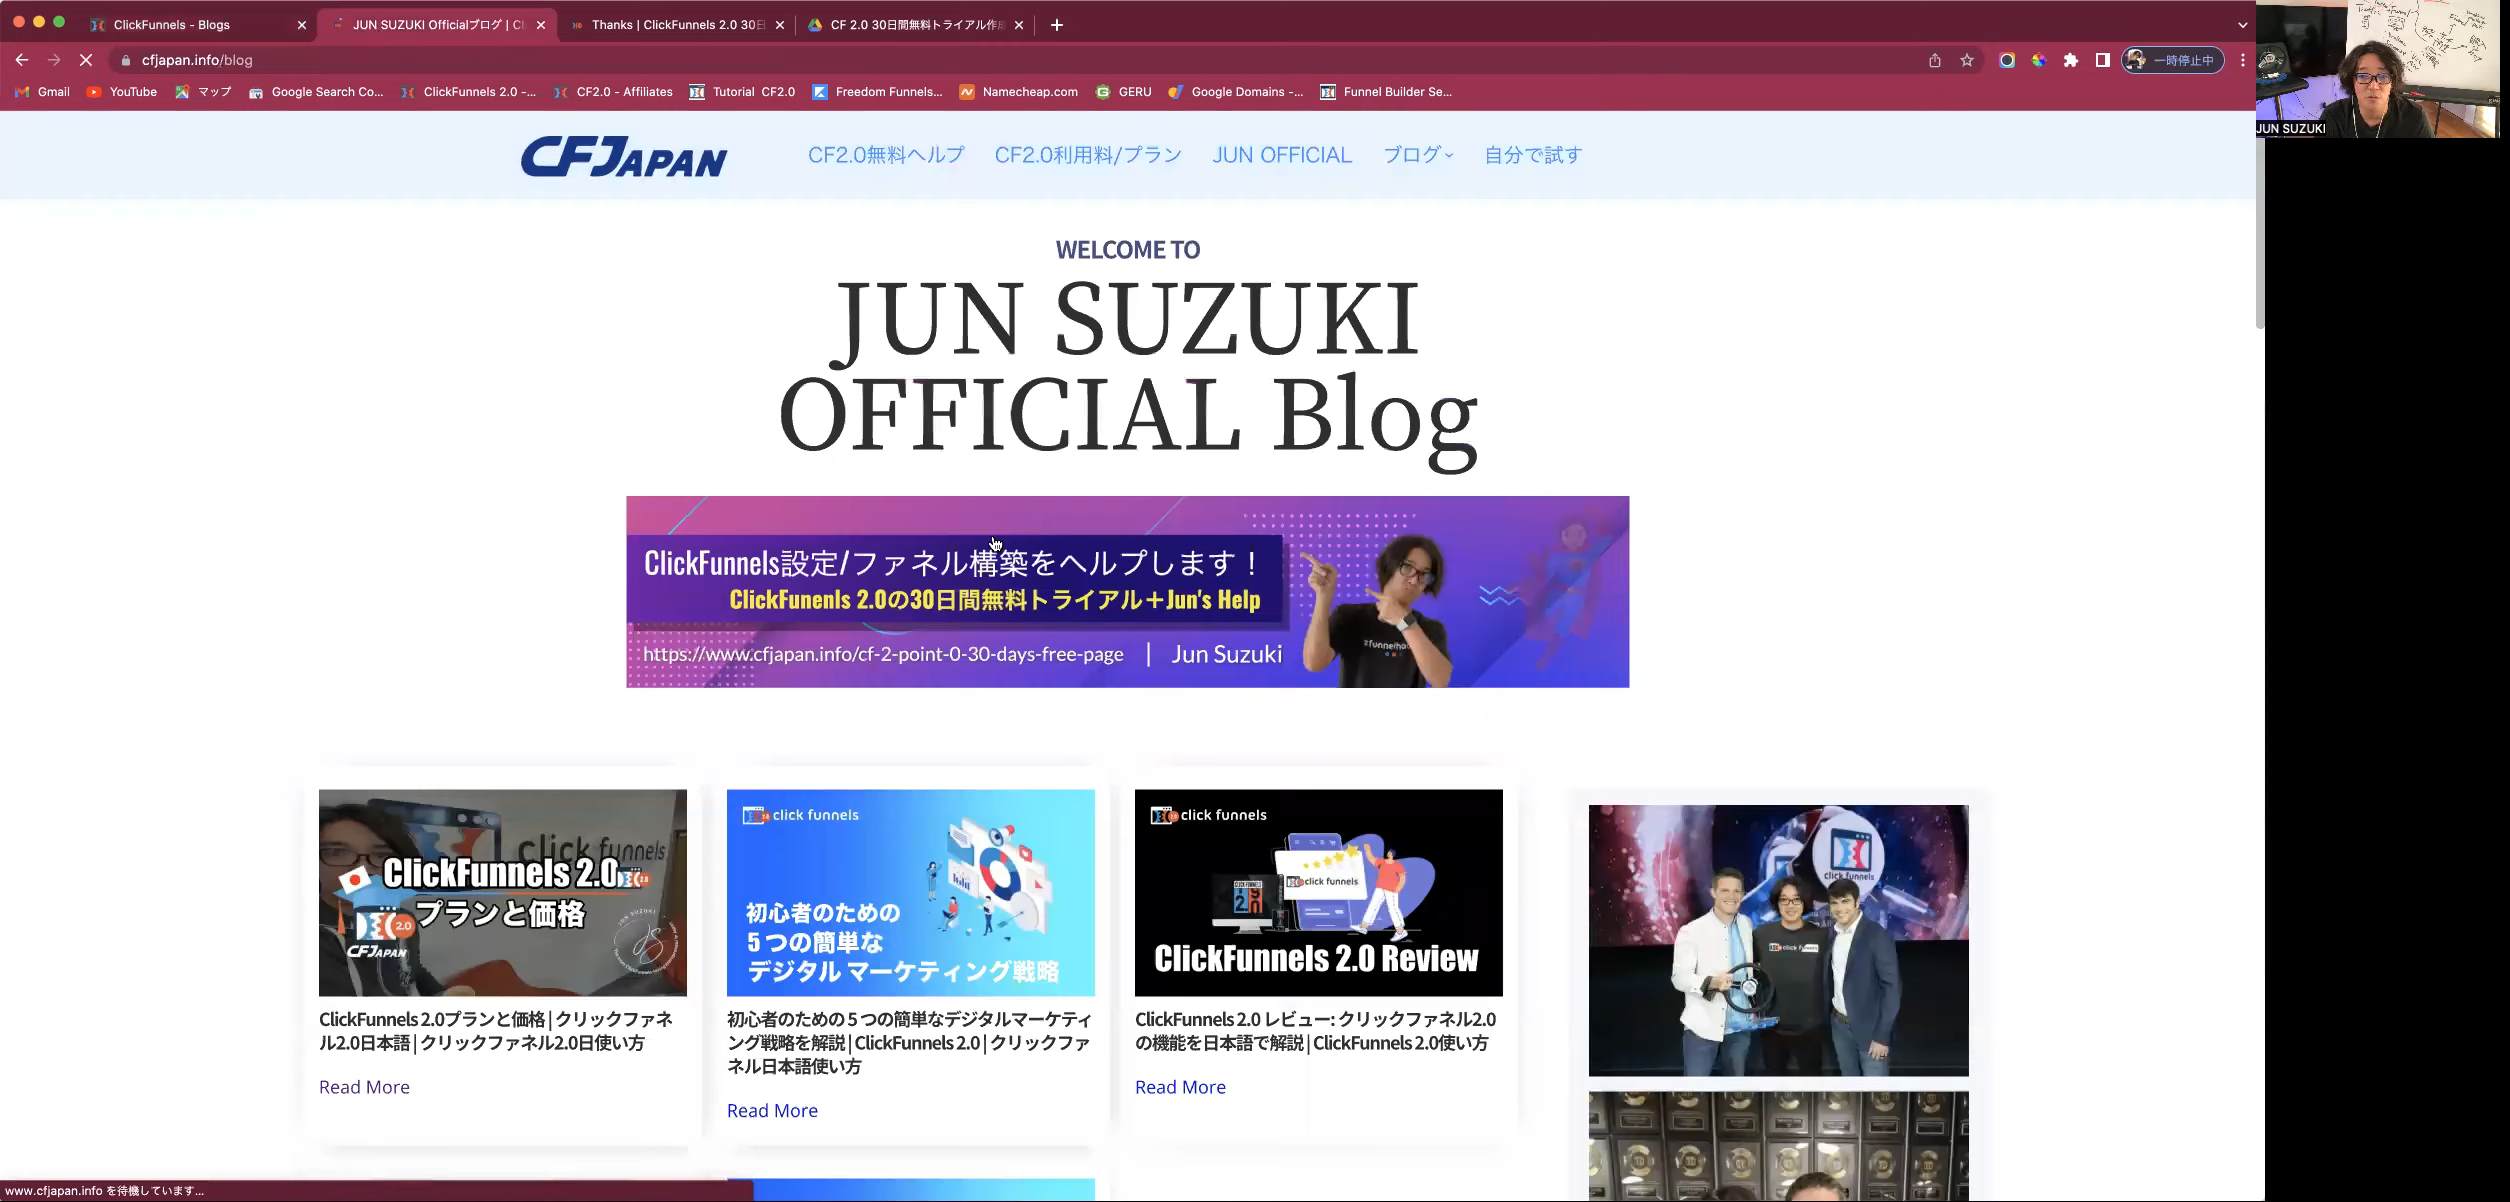 ClickFunnels - Blogs
JUN SUZUKI Officialブログ | Cl
Thanks | ClickFunnels 2.0 30日
CF 2.0 30日間無料トライアル作成
cfjapan.info/blog
一時停止中
Gmail
YouTube
マップ
Google Search Co...
ClickFunnels 2.0 -...
CF2.0 - Affiliates
Tutorial CF2.0
Freedom Funnels...
Namecheap.com
GERU
Google Domains -...
Funnel Builder Se...
JUN SUZUKI
CFJAPAN
CF2.0無料ヘルプ
CF2.0利用料/プラン
JUN OFFICIAL
ブログ
自分で試す
WELCOME TO
JUN SUZUKI
OFFICIAL Blog
ClickFunnels設定/ファネル構築をヘルプします！
ClickFunenls 2.0の30日間無料トライアル＋Jun's Help
https://www.cfjapan.info/cf-2-point-0-30-days-free-page | Jun Suzuki
click funnels
ClickFunnels 2.0
プランと価格
2.0
CFJAPAN
ClickFunnels 2.0プランと価格 | クリックファネ
ル2.0日本語 | クリックファネル2.0日使い方
Read More
click funnels
初心者のための
5つの簡単な
デジタル マーケティング戦略
初心者のための 5 つの簡単なデジタルマーケティ
ング戦略を解説 | ClickFunnels 2.0 | クリックファ
ネル日本語使い方
Read More
click funnels
click funnels
ClickFunnels 2.0 Review
ClickFunnels 2.0 レビュー: クリックファネル2.0
の機能を日本語で解説 | ClickFunnels 2.0使い方
Read More
click funnels
click funnels
www.cfjapan.info を待機しています...